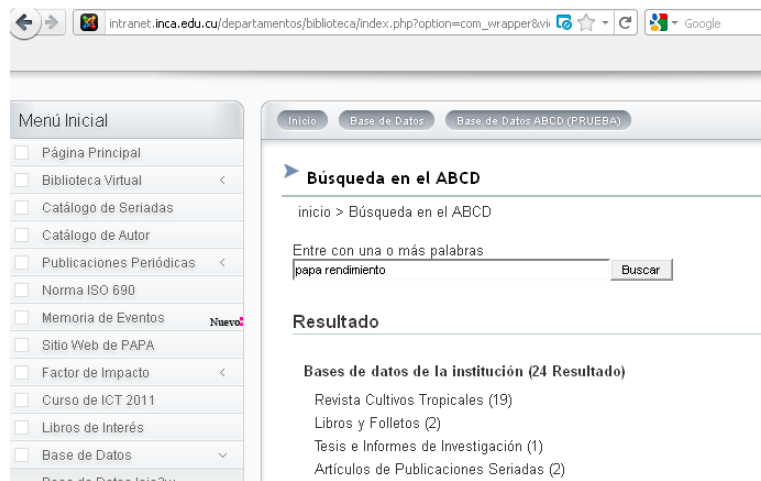 intranet.inca.edu.cu/departamentos/biblioteca/index.php?option=com_wrapper&vi
Google
Menú Inicial
Página Principal
Biblioteca Virtual
Catálogo de Seriadas
Catálogo de Autor
Publicaciones Periódicas
Norma ISO 690
Memoria de Eventos Nuevo
Sitio Web de PAPA
Factor de Impacto
Curso de ICT 2011
Libros de Interés
Base de Datos
Inicio
Base de Datos
Base de Datos ABCD (PRUEBA)
Búsqueda en el ABCD
inicio > Búsqueda en el ABCD
Entre con una o más palabras
papa rendimiento
Buscar
Resultado
Bases de datos de la institución (24 Resultado)
Revista Cultivos Tropicales (19)
Libros y Folletos (2)
Tesis e Informes de Investigación (1)
Artículos de Publicaciones Seriadas (2)